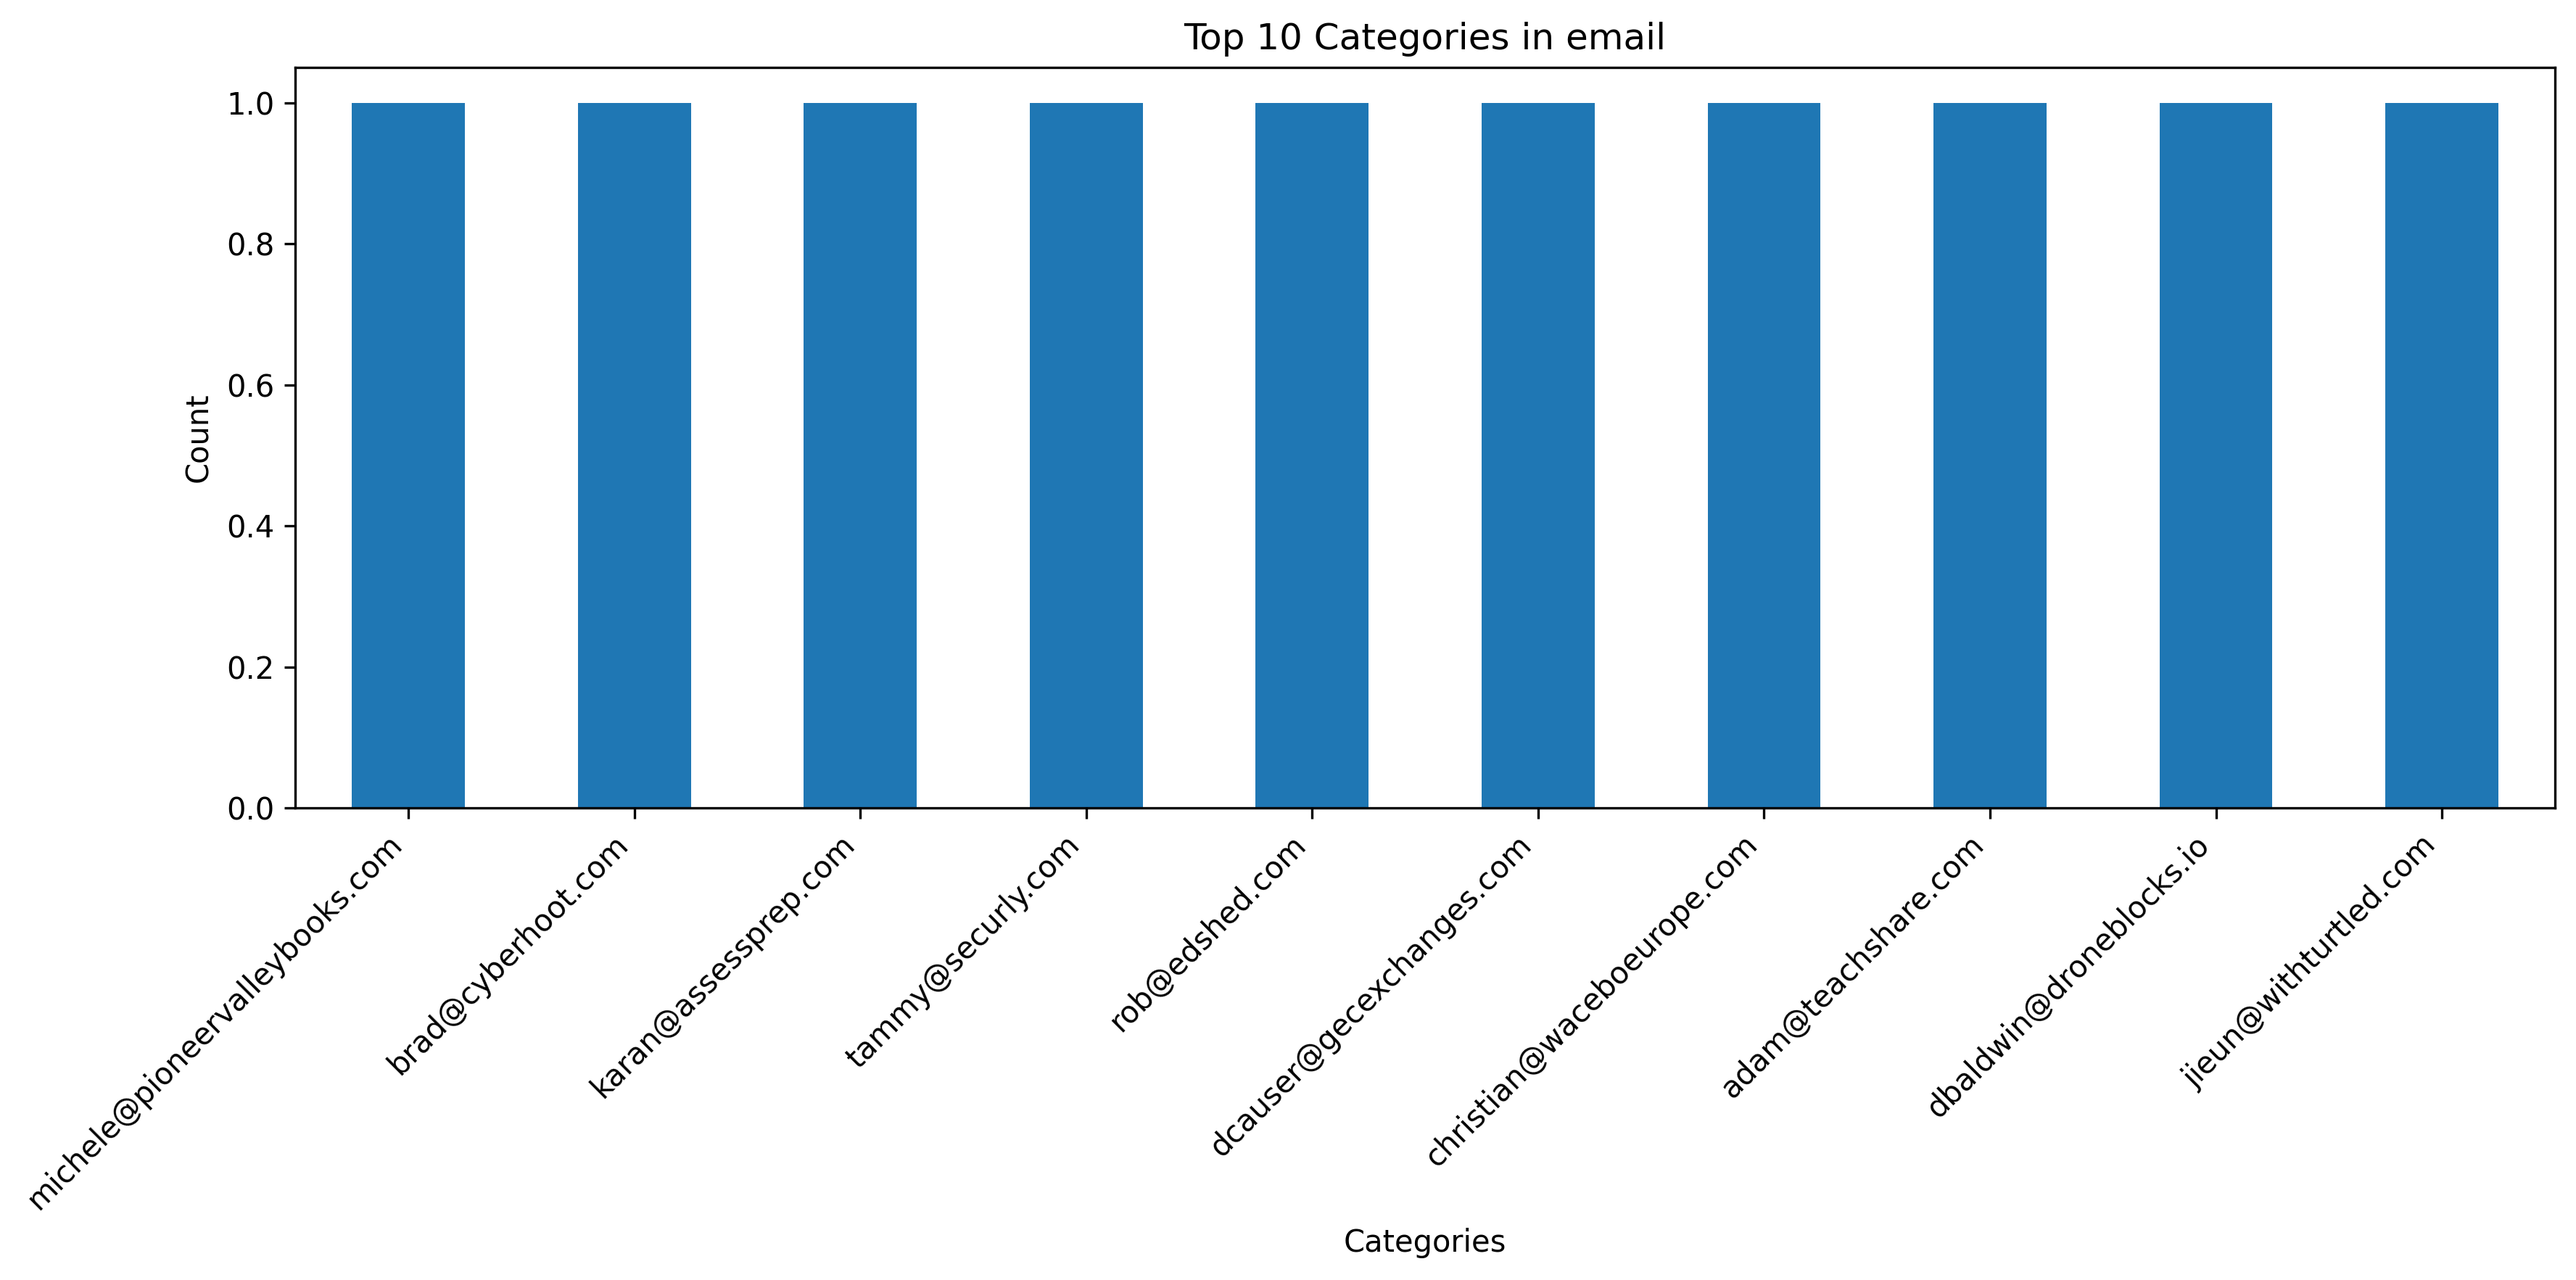 Top 10 Categories in email
Count
1.0
0.8
0.6
0.4
0.2
0.0
michele@pioneervalleybooks.com
brad@cyberhoot.com
karan@assessprep.com
tammy@securly.com
rob@edshed.com
dcauser@gecexchanges.com
christian@waceboeurope.com
adam@teachshare.com
dbaldwin@droneblocks.io
jieun@withturtled.com
Categories